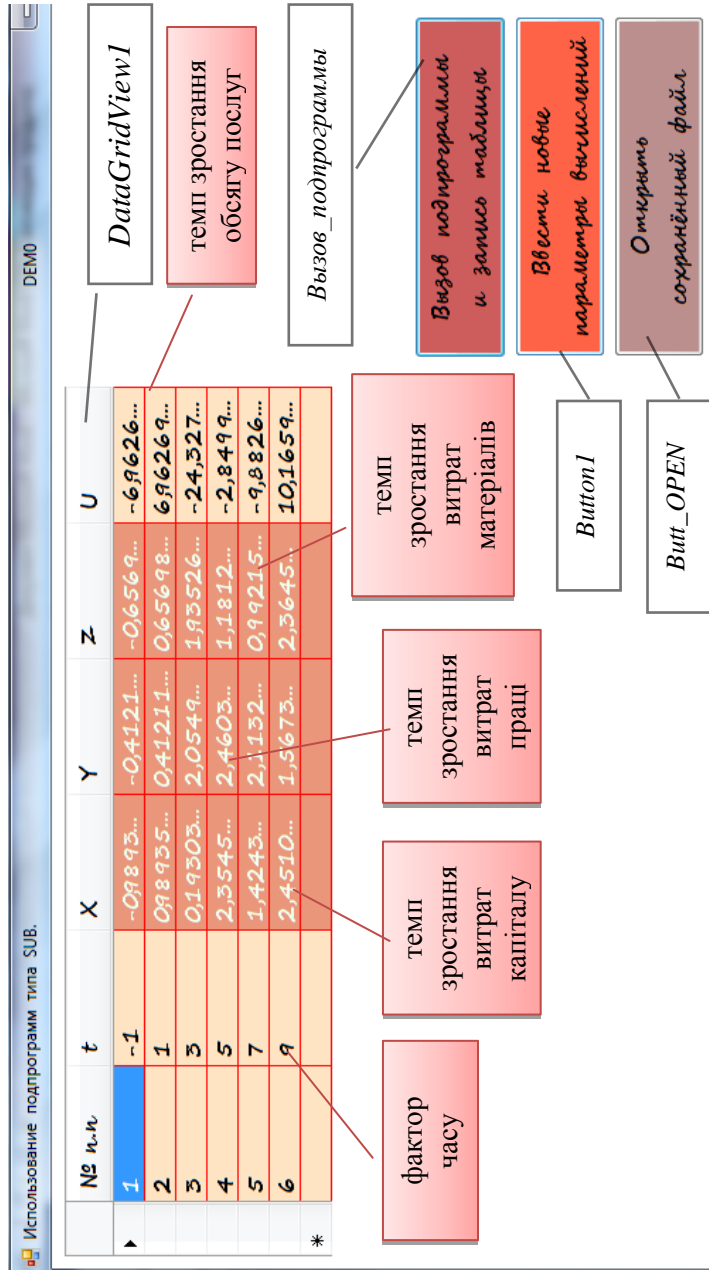 Использование подпрограмм типа SUB.
DEMO
№ п.п t X Y Z U
1 -1 -0,9893... -0,4121... -0,6569... -6,9626...
2 1 0,98935... 0,41211... 0,65698... 6,96269...
3 3 0,19303... 2,0549... 1,93526... -24,327...
4 5 2,3545... 2,4603... 1,1812... -2,8499...
5 7 1,4243... 2,1132... 0,99215... -9,8826...
6 9 2,4510... 1,5673... 2,3645... 10,1659...
*
DataGridView1
темп зростання
обсягу послуг
Вызов_подпрограммы
Вызов подпрограммы
и запись таблицы
Ввести новые
параметры вычислений
Открыть
сохранённый файл
фактор
часу
темп
зростання
витрат
капіталу
темп
зростання
витрат
праці
темп
зростання
витрат
матеріалів
Button1
Butt_OPEN